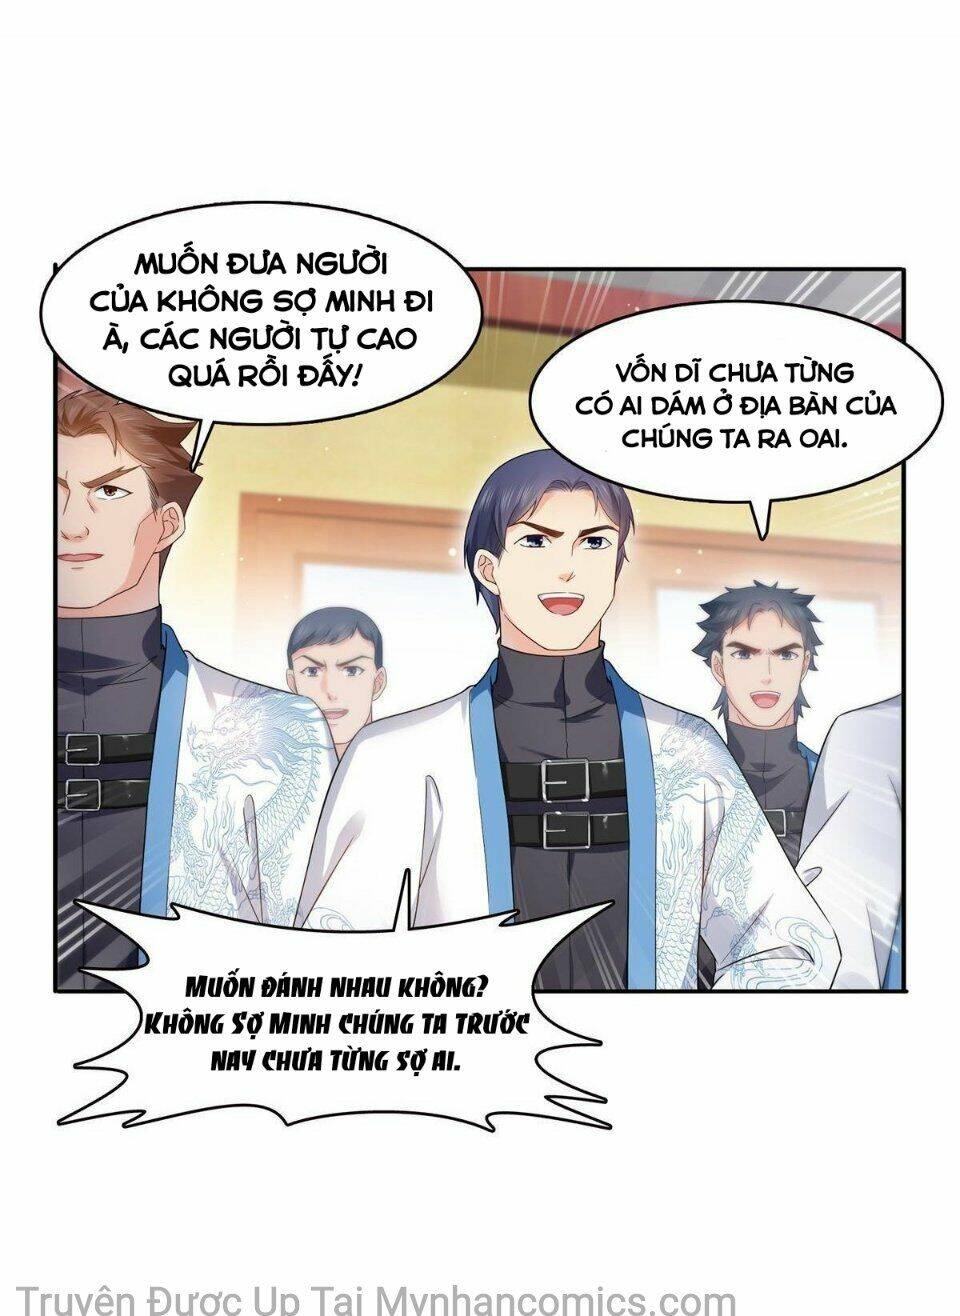 MUỐN ĐƯA NGƯỜI
CỦA KHÔNG SỢ MINH ĐI
À, CÁC NGƯỜI TỰ CAO
QUÁ RỒI ĐẤY!
VỐN DĨ CHƯA TỪNG
CÓ AI DÁM Ở ĐỊA BÀN CỦA
CHÚNG TA RA OAI.
MUỐN ĐÁNH NHAU KHÔNG?
KHÔNG SỢ MINH CHÚNG TA TRƯỚC
NAY CHƯA TỪNG SỢ AI.
Truyện Được Up Tại Mynhancomics.com